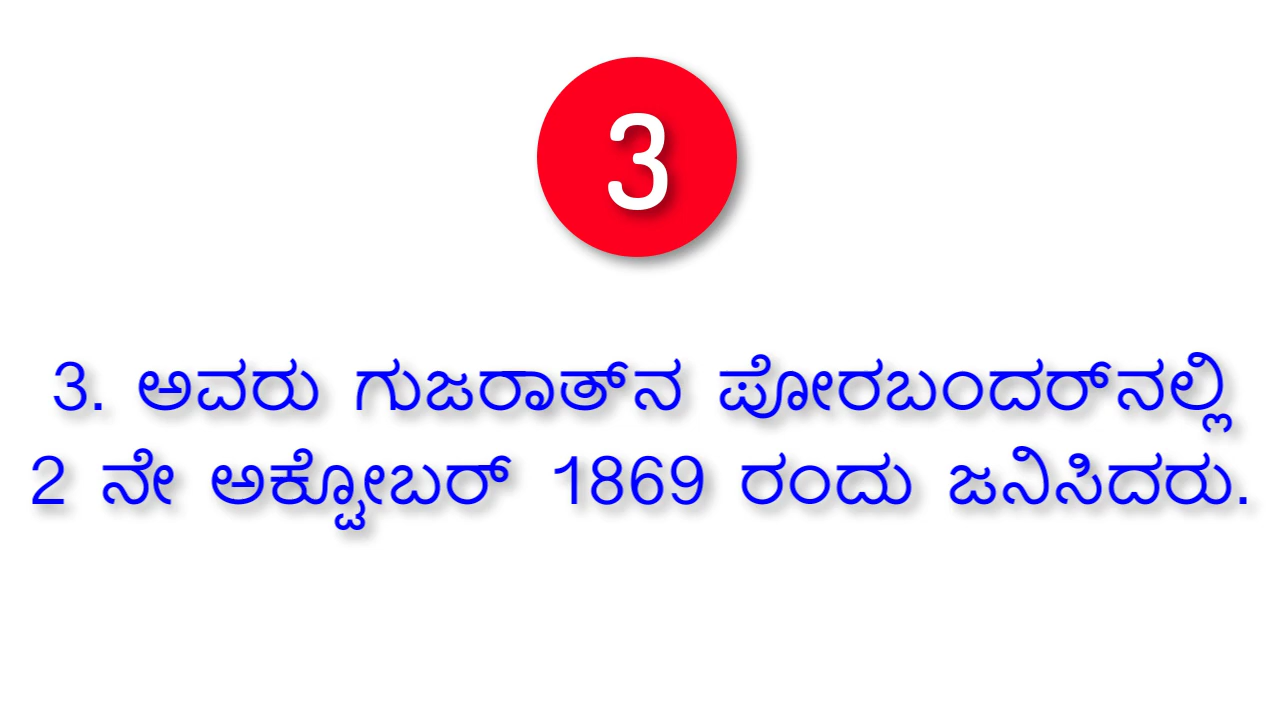 3
3. ಅವರು ಗುಜರಾತ್‌ನ ಪೋರಬಂದರ್‌ನಲ್ಲಿ
2 ನೇ ಅಕ್ಟೋಬರ್ 1869 ರಂದು ಜನಿಸಿದರು.